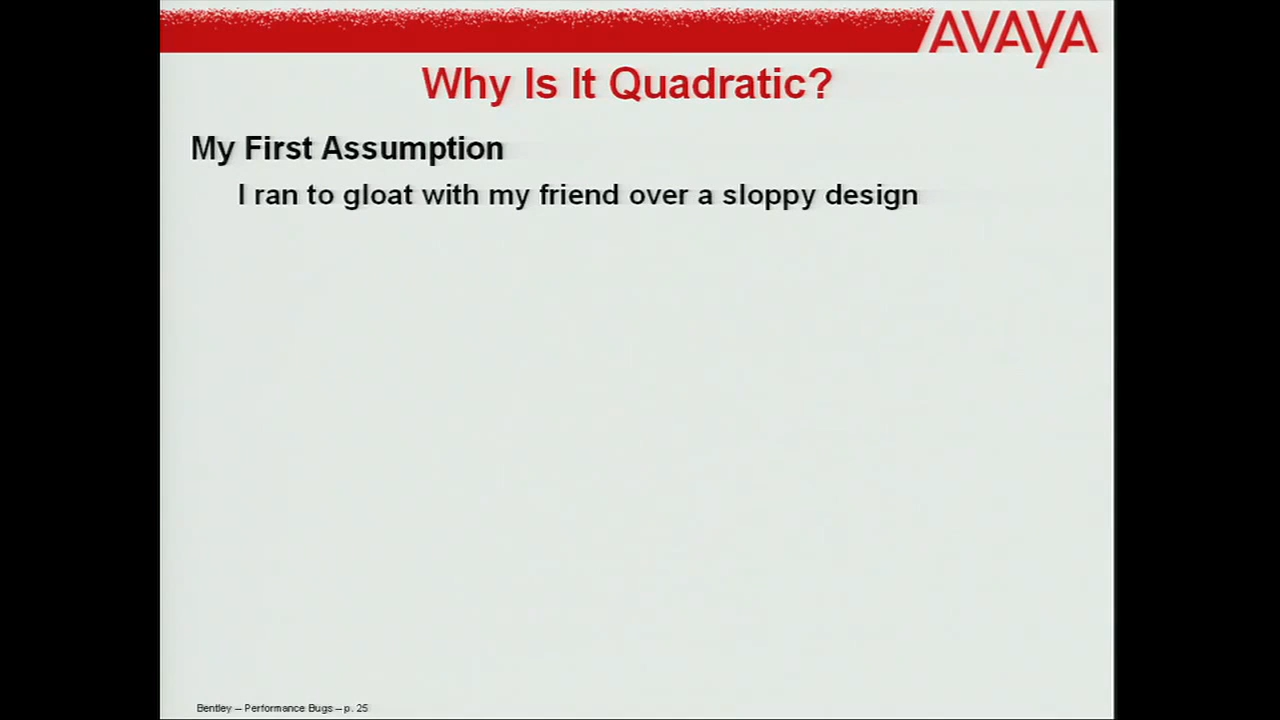 AVAYA
Why Is It Quadratic?
My First Assumption
I ran to gloat with my friend over a sloppy design
Bentley – Performance Bugs – p. 25